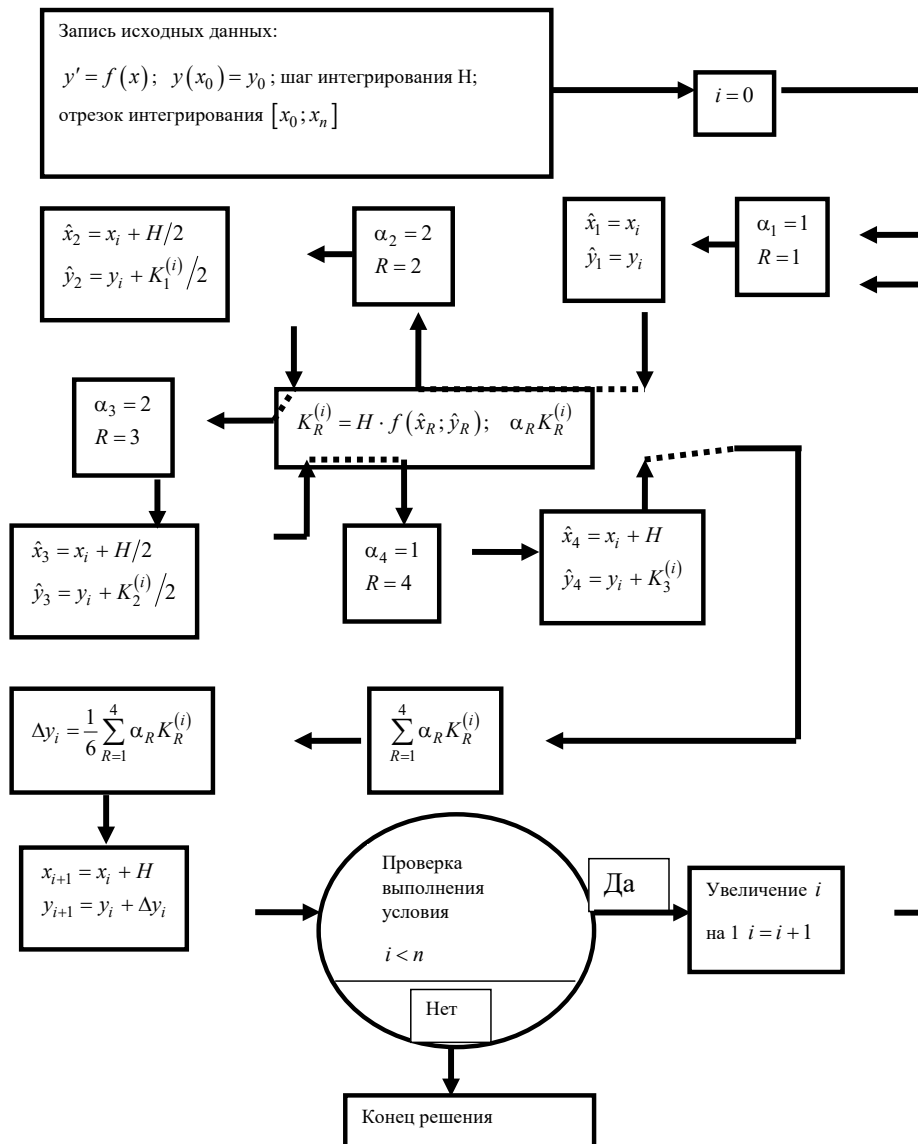 Запись исходных данных:
y′ = f(x); y(x₀) = y₀; шаг интегрирования Н;
отрезок интегрирования [x₀; xₙ]
i = 0
x̂₂ = xᵢ + H/2
ŷ₂ = yᵢ + K₁⁽ⁱ⁾/2
α₂ = 2
R = 2
x̂₁ = xᵢ
ŷ₁ = yᵢ
α₁ = 1
R = 1
α₃ = 2
R = 3
K_R⁽ⁱ⁾ = H · f(x̂_R; ŷ_R); α_R K_R⁽ⁱ⁾
x̂₃ = xᵢ + H/2
ŷ₃ = yᵢ + K₂⁽ⁱ⁾/2
α₄ = 1
R = 4
x̂₄ = xᵢ + H
ŷ₄ = yᵢ + K₃⁽ⁱ⁾
Δyᵢ = 1/6 ∑_{R=1}^{4} α_R K_R⁽ⁱ⁾
∑_{R=1}^{4} α_R K_R⁽ⁱ⁾
xᵢ₊₁ = xᵢ + H
yᵢ₊₁ = yᵢ + Δyᵢ
Проверка
выполнения
условия
i < n
Да
Увеличение i
на 1 i = i + 1
Нет
Конец решения